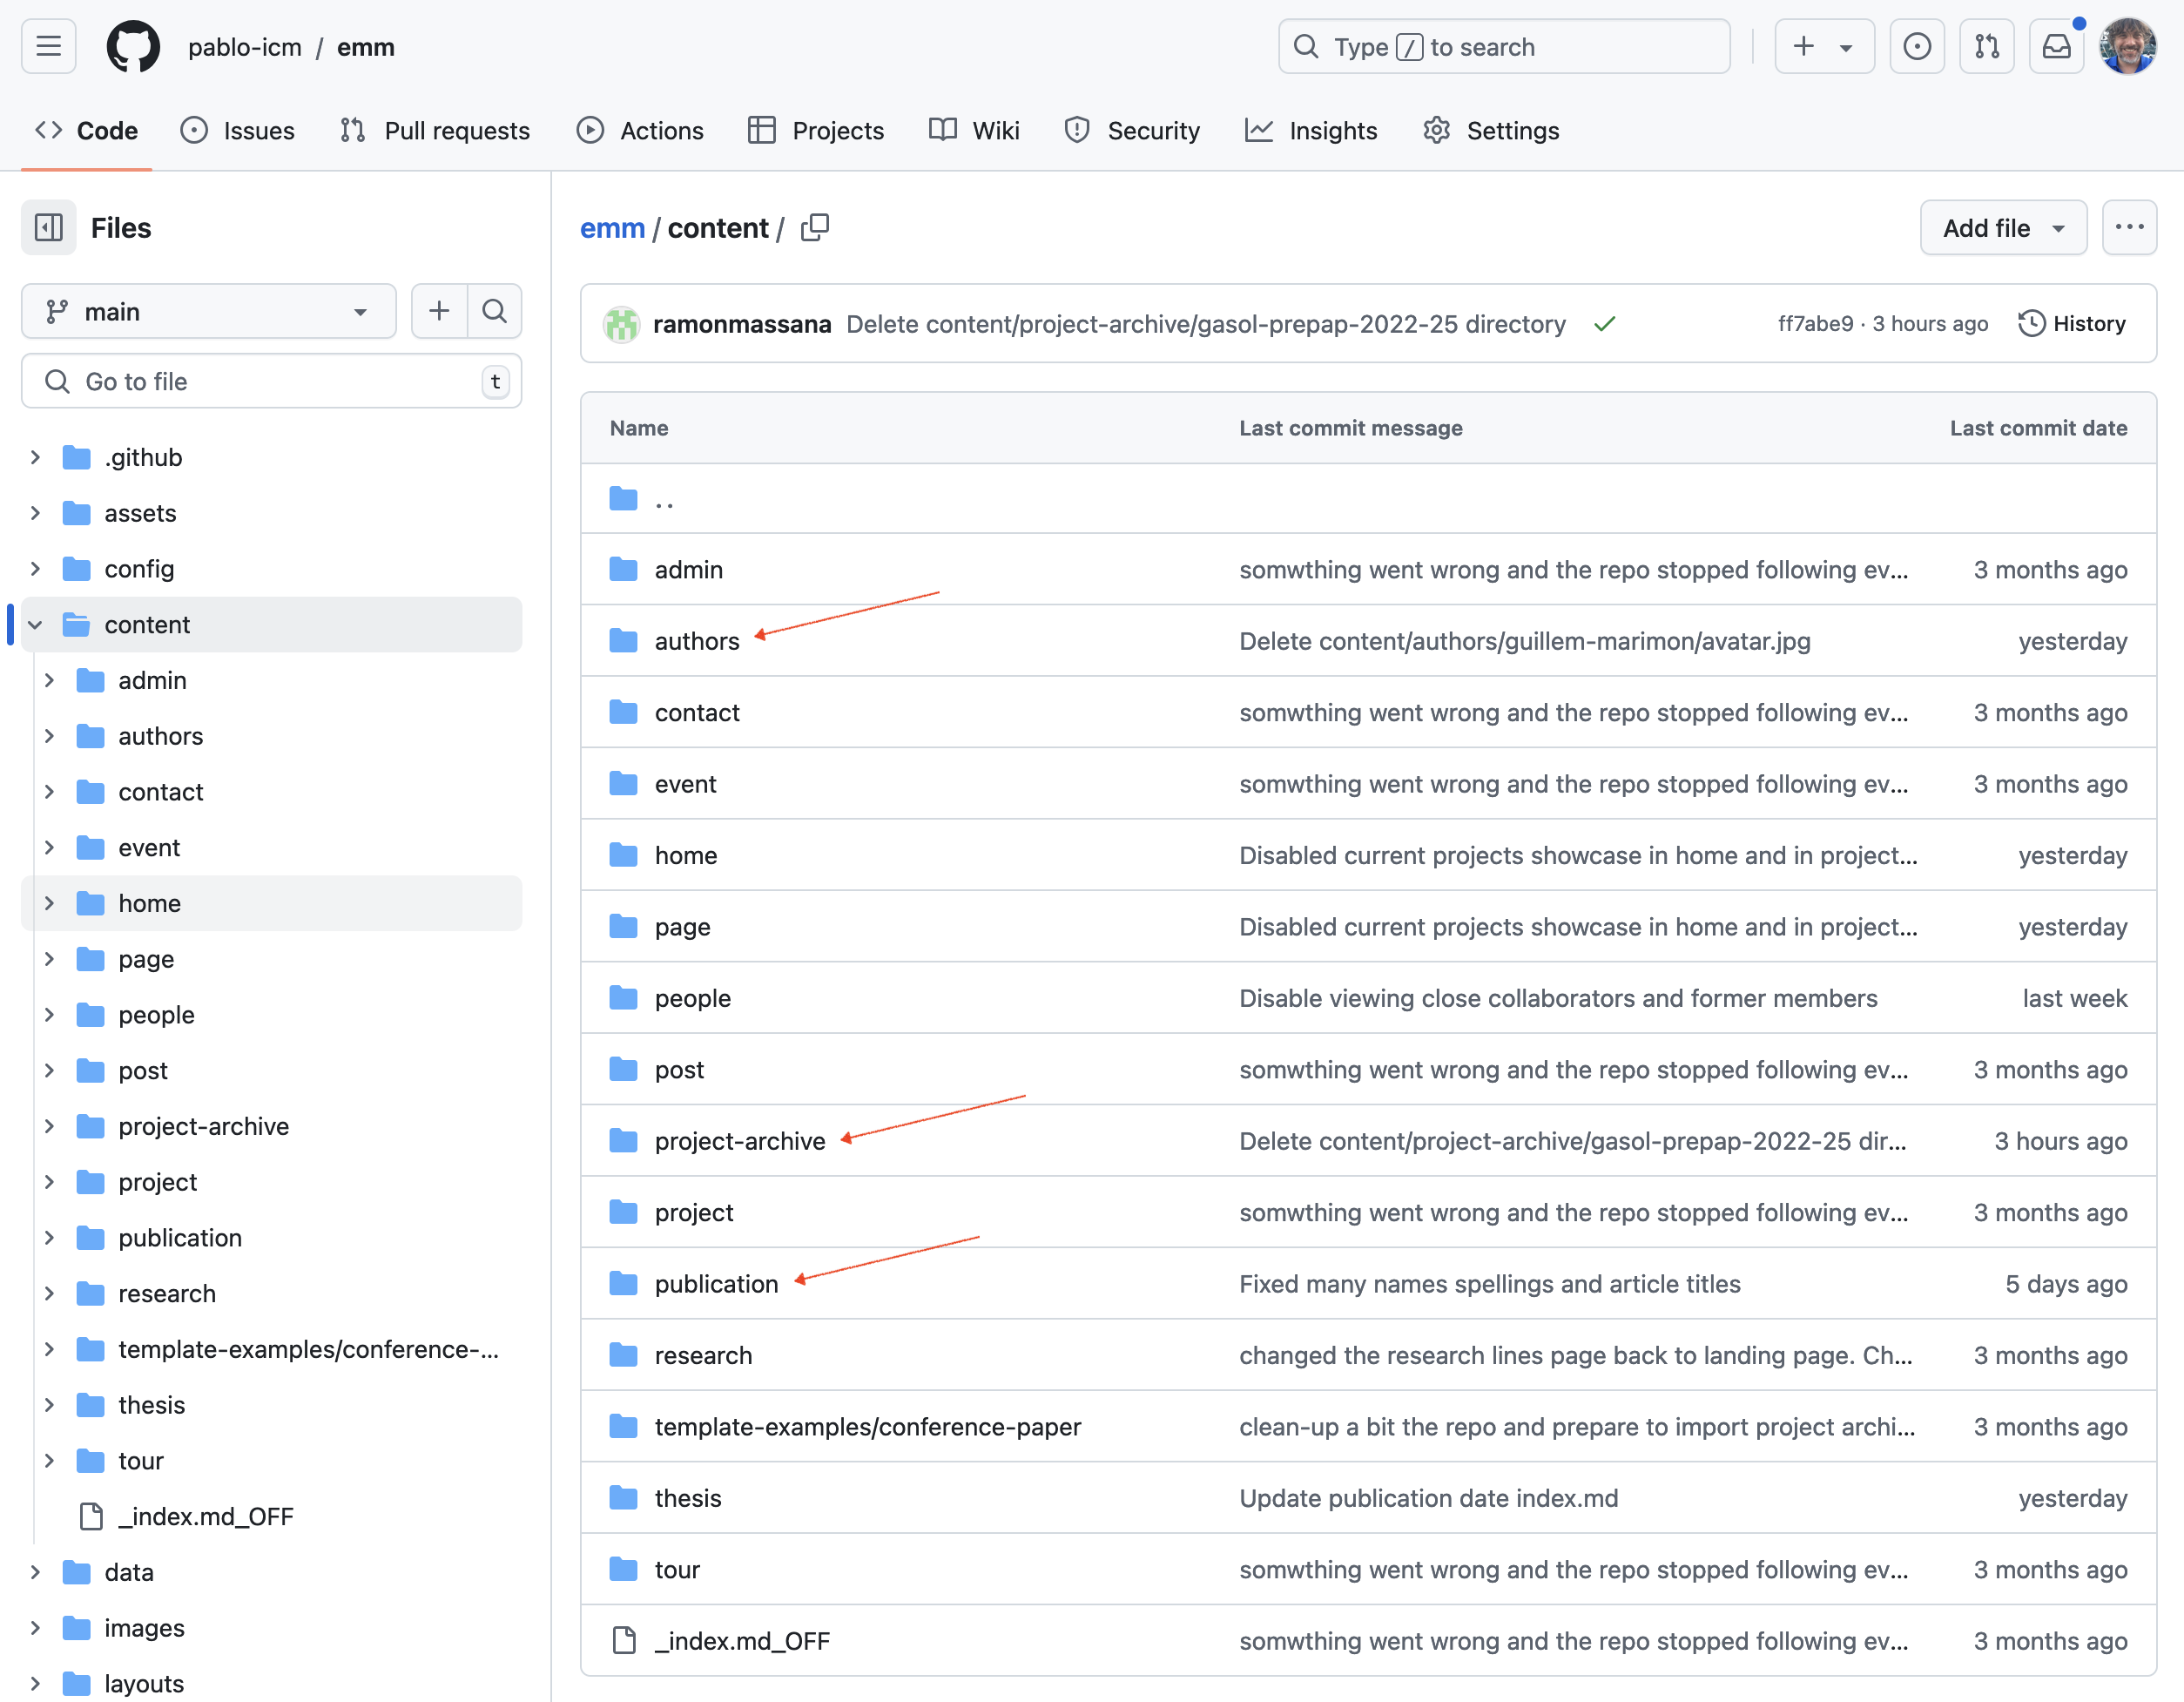 pablo-icm / emm
Type / to search
Code
Issues
Pull requests
Actions
Projects
Wiki
Security
Insights
Settings
Files
main
Go to file
t
.github
assets
config
content
admin
authors
contact
event
home
page
people
post
project-archive
project
publication
research
template-examples/conference-...
thesis
tour
_index.md_OFF
data
images
layouts
emm / content /
Add file
ramonmassana Delete content/project-archive/gasol-prepap-2022-25 directory
ff7abe9 · 3 hours ago
History
Name Last commit message Last commit date
..
admin somwthing went wrong and the repo stopped following ev... 3 months ago
authors Delete content/authors/guillem-marimon/avatar.jpg yesterday
contact somwthing went wrong and the repo stopped following ev... 3 months ago
event somwthing went wrong and the repo stopped following ev... 3 months ago
home Disabled current projects showcase in home and in project... yesterday
page Disabled current projects showcase in home and in project... yesterday
people Disable viewing close collaborators and former members last week
post somwthing went wrong and the repo stopped following ev... 3 months ago
project-archive Delete content/project-archive/gasol-prepap-2022-25 dir... 3 hours ago
project somwthing went wrong and the repo stopped following ev... 3 months ago
publication Fixed many names spellings and article titles 5 days ago
research changed the research lines page back to landing page. Ch... 3 months ago
template-examples/conference-paper clean-up a bit the repo and prepare to import project archi... 3 months ago
thesis Update publication date index.md yesterday
tour somwthing went wrong and the repo stopped following ev... 3 months ago
_index.md_OFF somwthing went wrong and the repo stopped following ev... 3 months ago